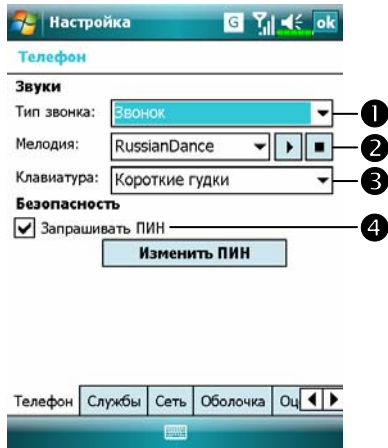 Настройка G ok
Телефон
Звуки
Тип звонка: Звонок 1
Мелодия: RussianDance 2
Клавиатура: Короткие гудки 3
Безопасность
Запрашивать ПИН 4
Изменить ПИН
Телефон Службы Сеть Оболочка Оц